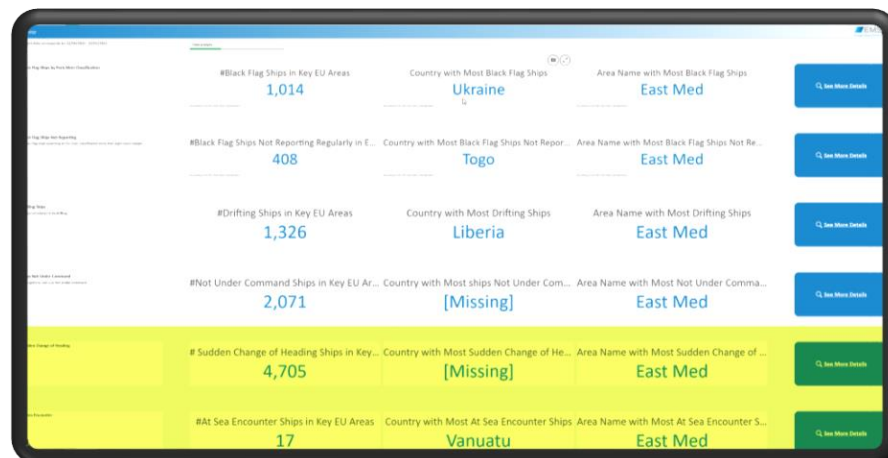 EMS
#Black Flag Ships in Key EU Areas
Country with Most Black Flag Ships
Area Name with Most Black Flag Ships
1,014
Ukraine
East Med
See More Details
#Black Flag Ships Not Reporting Regularly in E...
Country with Most Black Flag Ships Not Repor...
Area Name with Most Black Flag Ships Not Re...
408
Togo
East Med
See More Details
#Drifting Ships in Key EU Areas
Country with Most Drifting Ships
Area Name with Most Drifting Ships
1,326
Liberia
East Med
See More Details
#Not Under Command Ships in Key EU Ar...
Country with Most ships Not Under Com...
Area Name with Most Not Under Comma...
2,071
[Missing]
East Med
See More Details
# Sudden Change of Heading Ships in Key...
Country with Most Sudden Change of He...
Area Name with Most Sudden Change of ...
4,705
[Missing]
East Med
See More Details
#At Sea Encounter Ships in Key EU Areas
Country with Most At Sea Encounter Ships
Area Name with Most At Sea Encounter S...
17
Vanuatu
East Med
See More Details